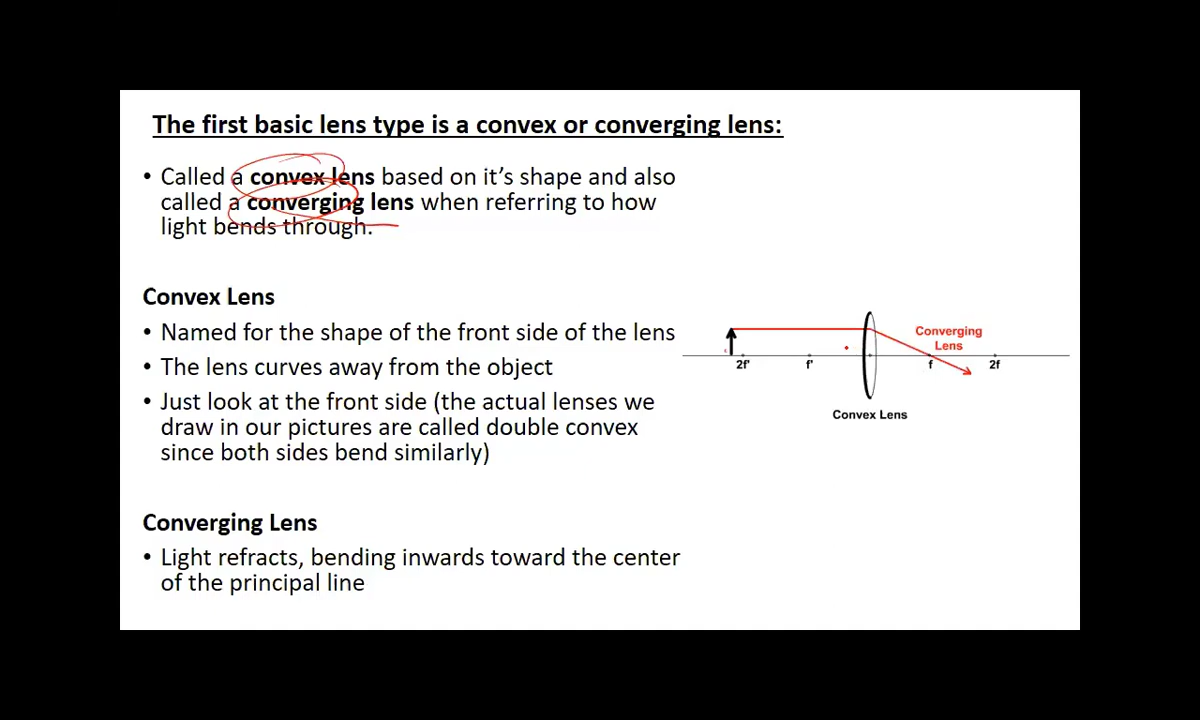 The first basic lens type is a convex or converging lens:
• Called a convex lens based on it’s shape and also
called a converging lens when referring to how
light bends through.
Convex Lens
• Named for the shape of the front side of the lens
• The lens curves away from the object
• Just look at the front side (the actual lenses we
draw in our pictures are called double convex
since both sides bend similarly)
Converging Lens
• Light refracts, bending inwards toward the center
of the principal line
Converging
Lens
2f' f' f 2f
Convex Lens